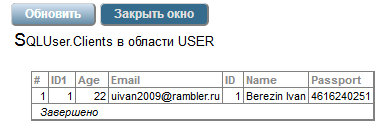 Обновить Закрыть окно
SQLUser.Clients в области USER
# ID1 Age Email ID Name Passport
1 1 22 uivan2009@rambler.ru 1 Berezin Ivan 4616240251
Завершено